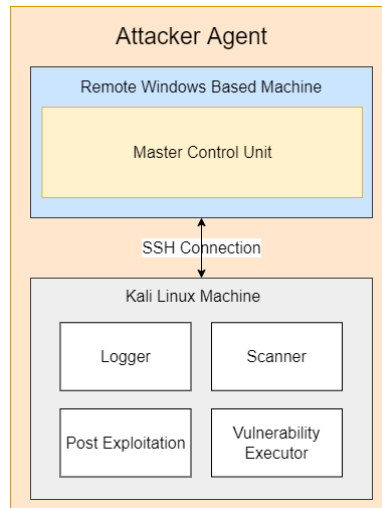 Attacker Agent
Remote Windows Based Machine
Master Control Unit
SSH Connection
Kali Linux Machine
Logger
Scanner
Post Exploitation
Vulnerability
Executor